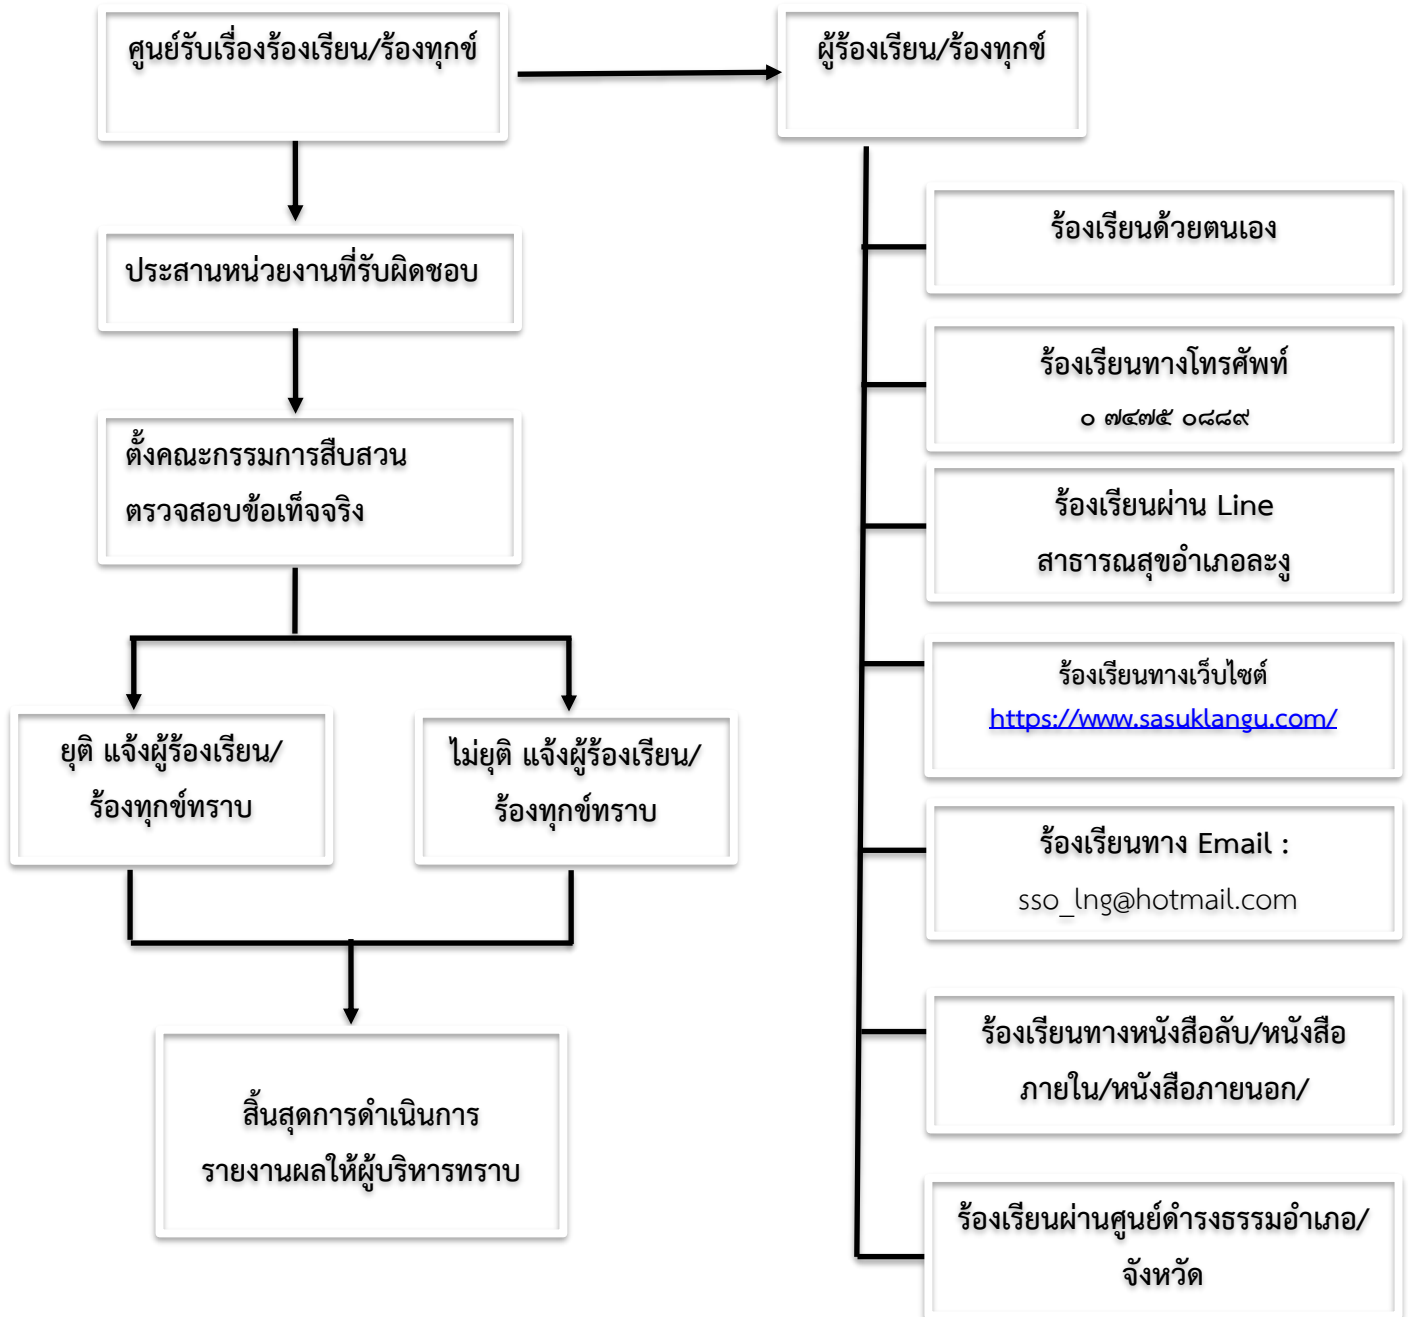 ศูนย์รับเรื่องร้องเรียน/ร้องทุกข์
ผู้ร้องเรียน/ร้องทุกข์
ประสานหน่วยงานที่รับผิดชอบ
ตั้งคณะกรรมการสืบสวน
ตรวจสอบข้อเท็จจริง
ยุติ แจ้งผู้ร้องเรียน/
ร้องทุกข์ทราบ
ไม่ยุติ แจ้งผู้ร้องเรียน/
ร้องทุกข์ทราบ
สิ้นสุดการดำเนินการ
รายงานผลให้ผู้บริหารทราบ
ร้องเรียนด้วยตนเอง
ร้องเรียนทางโทรศัพท์
๐ ๗๔๗๕ ๐๘๘๙
ร้องเรียนผ่าน Line
สาธารณสุขอำเภอละงู
ร้องเรียนทางเว็บไซต์
https://www.sasuklangu.com/
ร้องเรียนทาง Email :
sso_lng@hotmail.com
ร้องเรียนทางหนังสือลับ/หนังสือ
ภายใน/หนังสือภายนอก/
ร้องเรียนผ่านศูนย์ดำรงธรรมอำเภอ/
จังหวัด